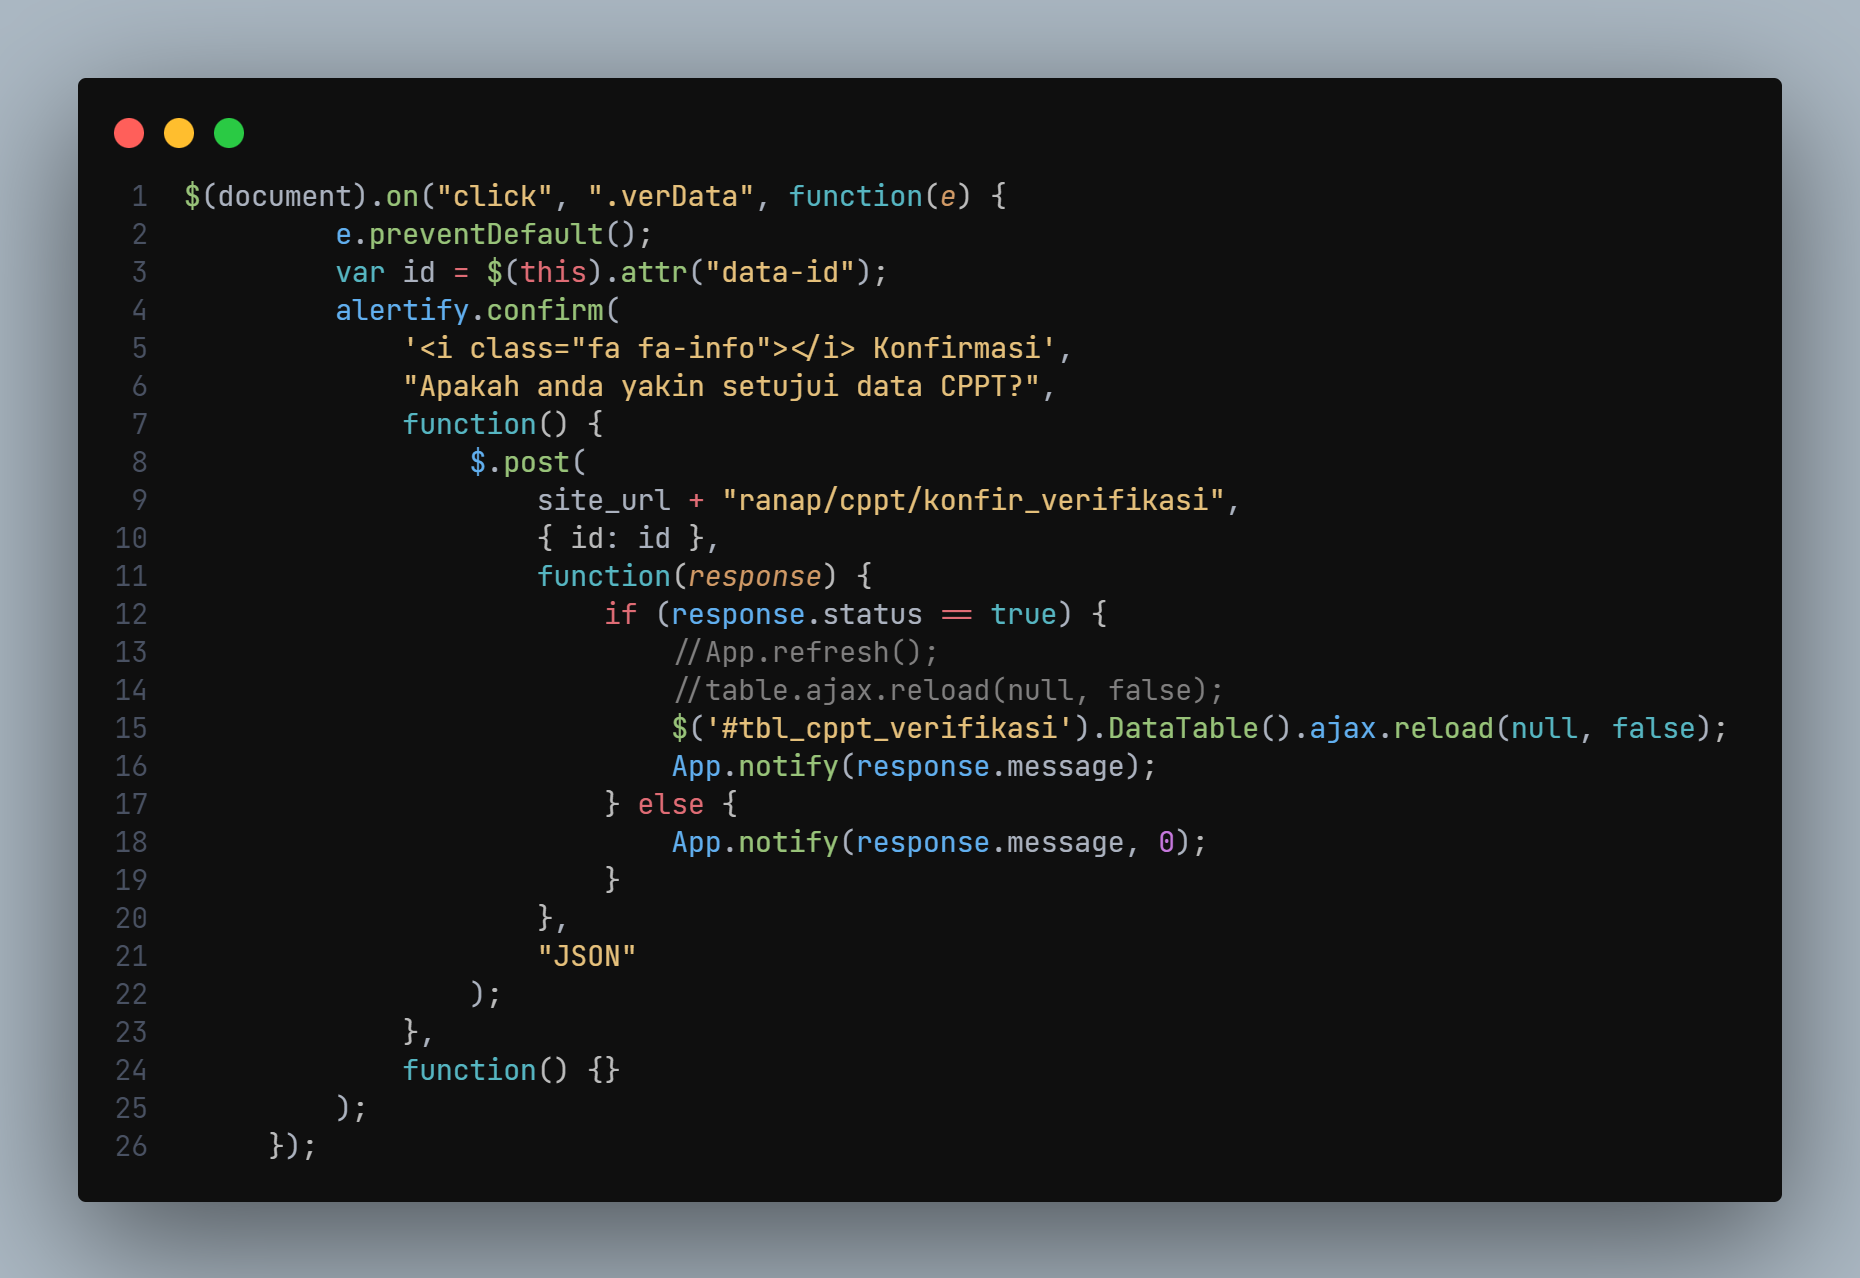 1 $(document).on("click", ".verData", function(e) {
2 e.preventDefault();
3 var id = $(this).attr("data-id");
4 alertify.confirm(
5 '<i class="fa fa-info"></i> Konfirmasi',
6 "Apakah anda yakin setujui data CPPT?",
7 function() {
8 $.post(
9 site_url + "ranap/cppt/konfir_verifikasi",
10 { id: id },
11 function(response) {
12 if (response.status == true) {
13 //App.refresh();
14 //table.ajax.reload(null, false);
15 $('#tbl_cppt_verifikasi').DataTable().ajax.reload(null, false);
16 App.notify(response.message);
17 } else {
18 App.notify(response.message, 0);
19 }
20 },
21 "JSON"
22 );
23 },
24 function() {}
25 );
26 });